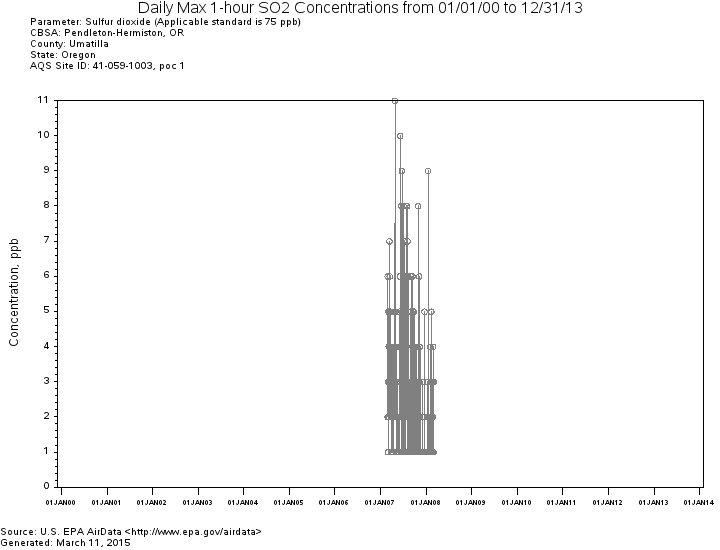 Daily Max 1-hour SO2 Concentrations from 01/01/00 to 12/31/13
Parameter: Sulfur dioxide (Applicable standard is 75 ppb)
CBSA: Pendleton-Hermiston, OR
County: Umatilla
State: Oregon
AQS Site ID: 41-059-1003, poc 1
11
10
9
8
7
6
5
4
3
2
1
0
Concentration, ppb
01JAN00 01JAN01 01JAN02 01JAN03 01JAN04 01JAN05 01JAN06 01JAN07 01JAN08 01JAN09 01JAN10 01JAN11 01JAN12 01JAN13 01JAN14
Source: U.S. EPA AirData <http://www.epa.gov/airdata>
Generated: March 11, 2015